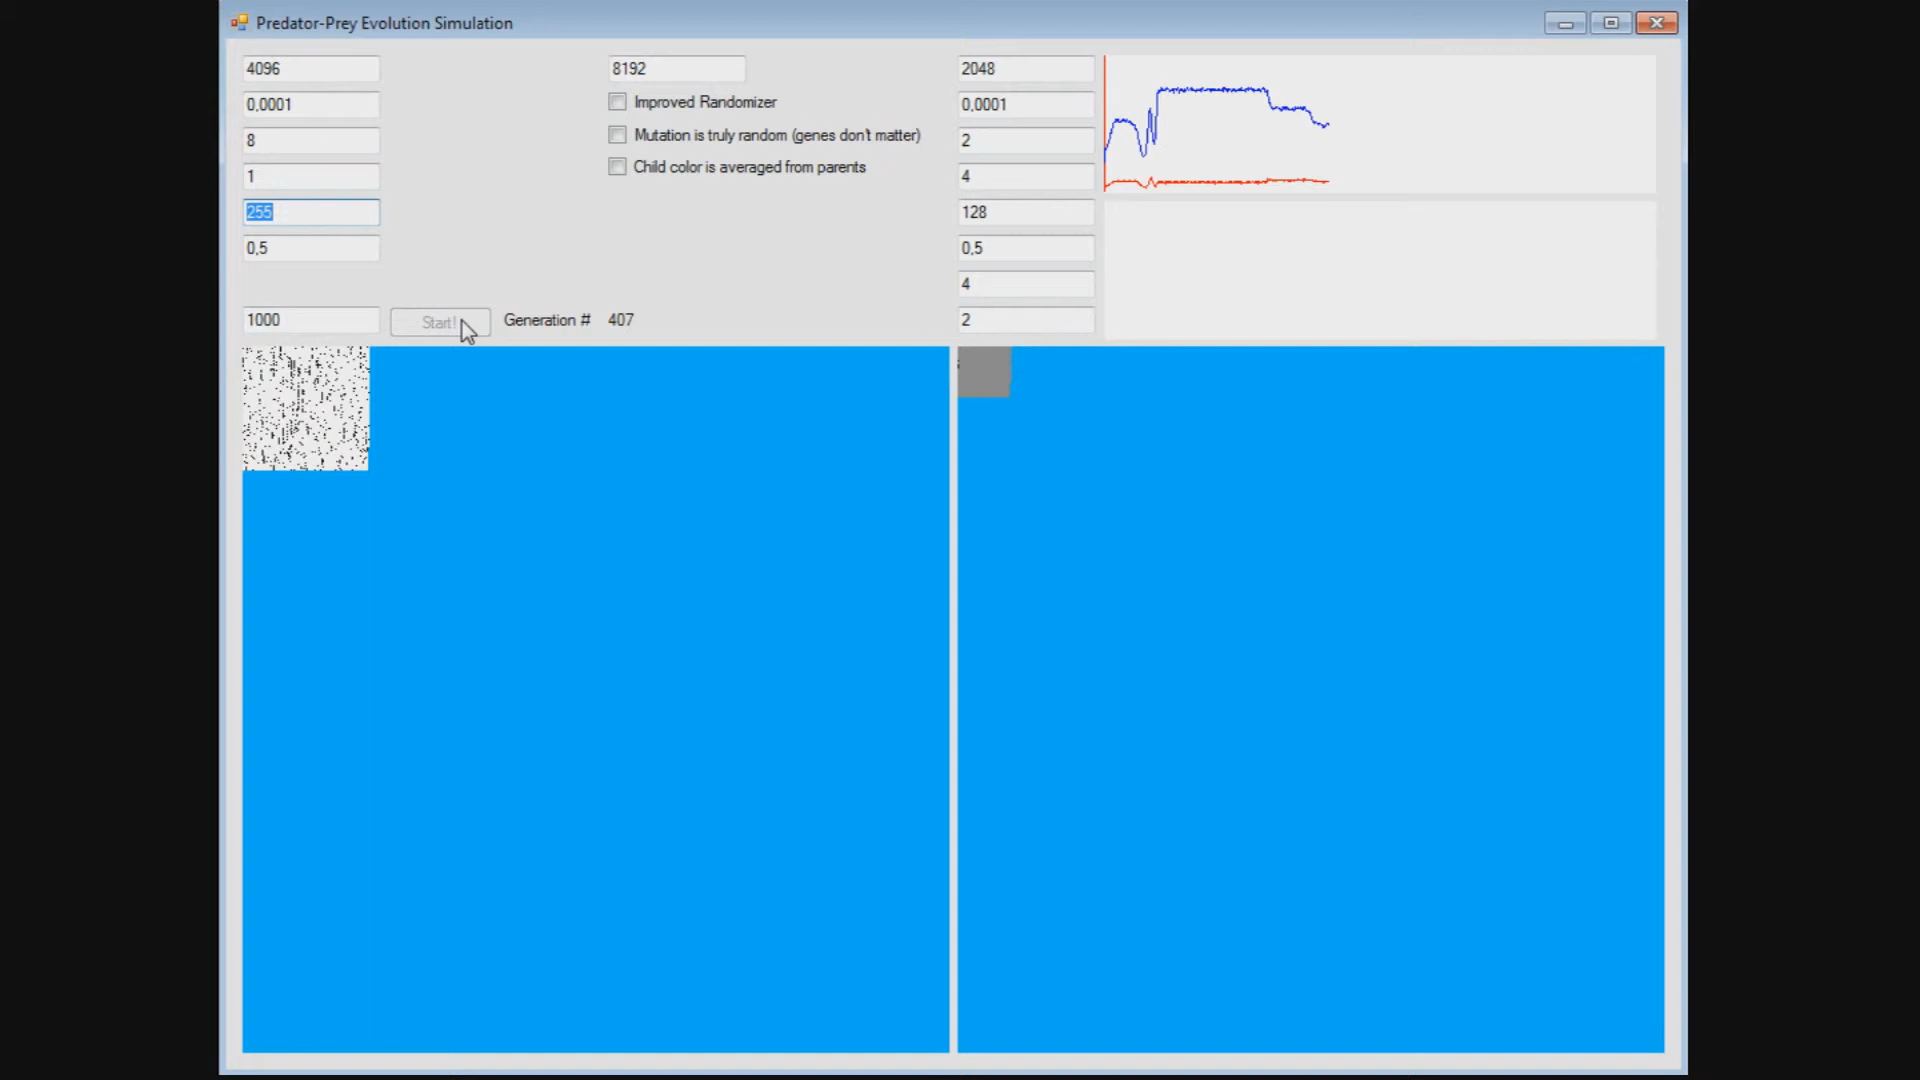 Predator-Prey Evolution Simulation
4096
0,0001
8
1
255
0,5
1000
Start!
Generation # 407
8192
Improved Randomizer
Mutation is truly random (genes don't matter)
Child color is averaged from parents
2048
0,0001
2
4
128
0,5
4
2